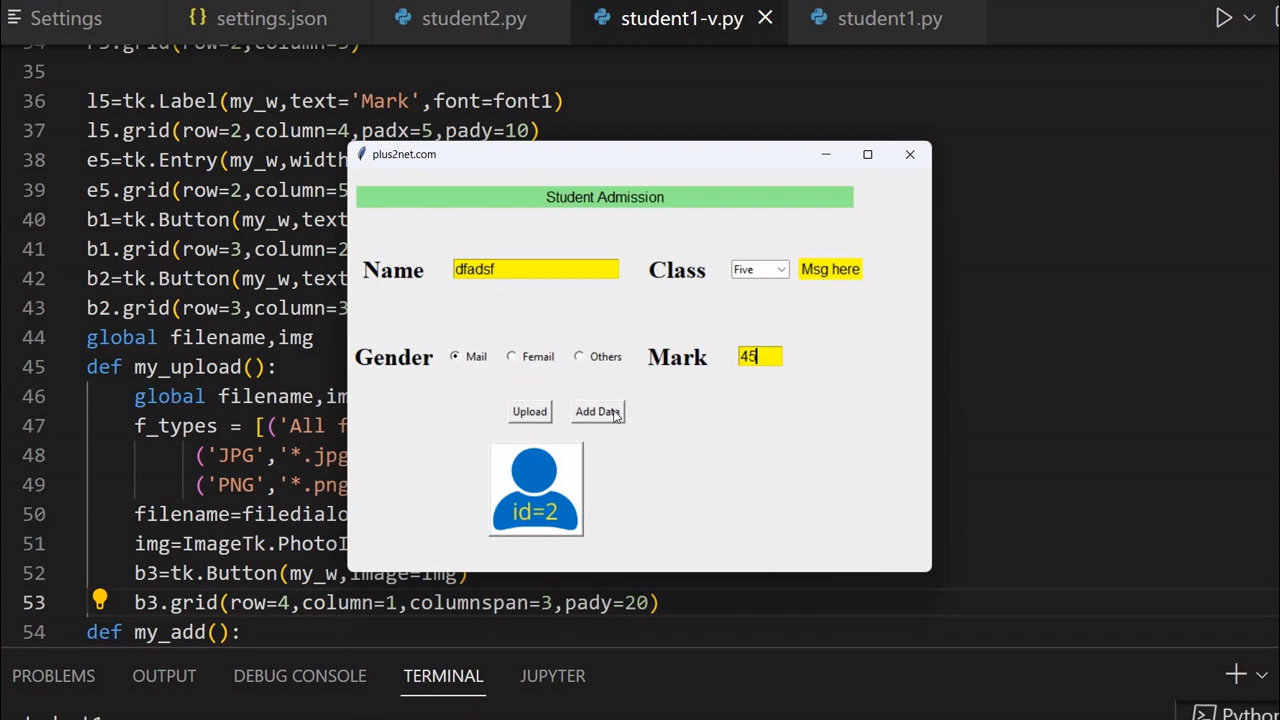 Settings
settings.json
student2.py
student1-v.py
student1.py
35
36 l5=tk.Label(my_w,text='Mark',font=font1)
37 l5.grid(row=2,column=4,padx=5,pady=10)
38 e5=tk.Entry(my_w,width
39 e5.grid(row=2,column=5
40 b1=tk.Button(my_w,text
41 b1.grid(row=3,column=2
42 b2=tk.Button(my_w,text
43 b2.grid(row=3,column=3
44 global filename,img
45 def my_upload():
46 global filename,im
47 f_types = [('All f
48 ('JPG','*.jpg
49 ('PNG','*.png
50 filename=filedialo
51 img=ImageTk.PhotoI
52 b3=tk.Button(my_w,image=img)
53 b3.grid(row=4,column=1,columnspan=3,pady=20)
54 def my_add():
plus2net.com
Student Admission
Name dfadsf Class Five Msg here
Gender Mail Femail Others Mark 45
Upload Add Data
id=2
PROBLEMS OUTPUT DEBUG CONSOLE TERMINAL JUPYTER